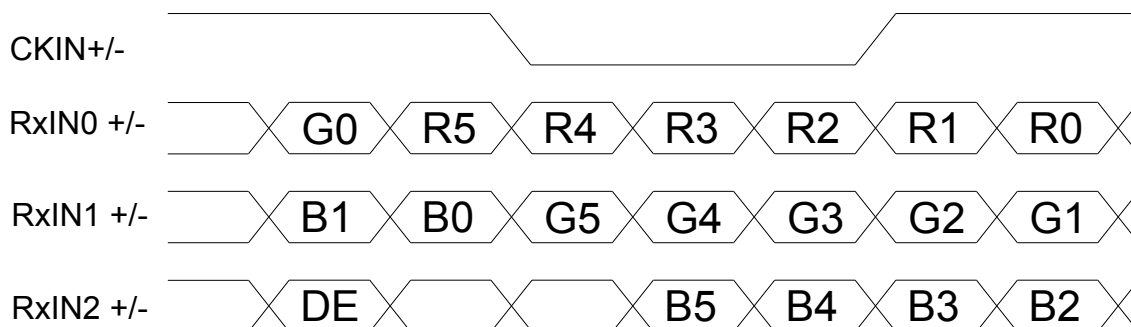 CKIN+/-
RxIN0 +/- G0 R5 R4 R3 R2 R1 R0
RxIN1 +/- B1 B0 G5 G4 G3 G2 G1
RxIN2 +/- DE B5 B4 B3 B2